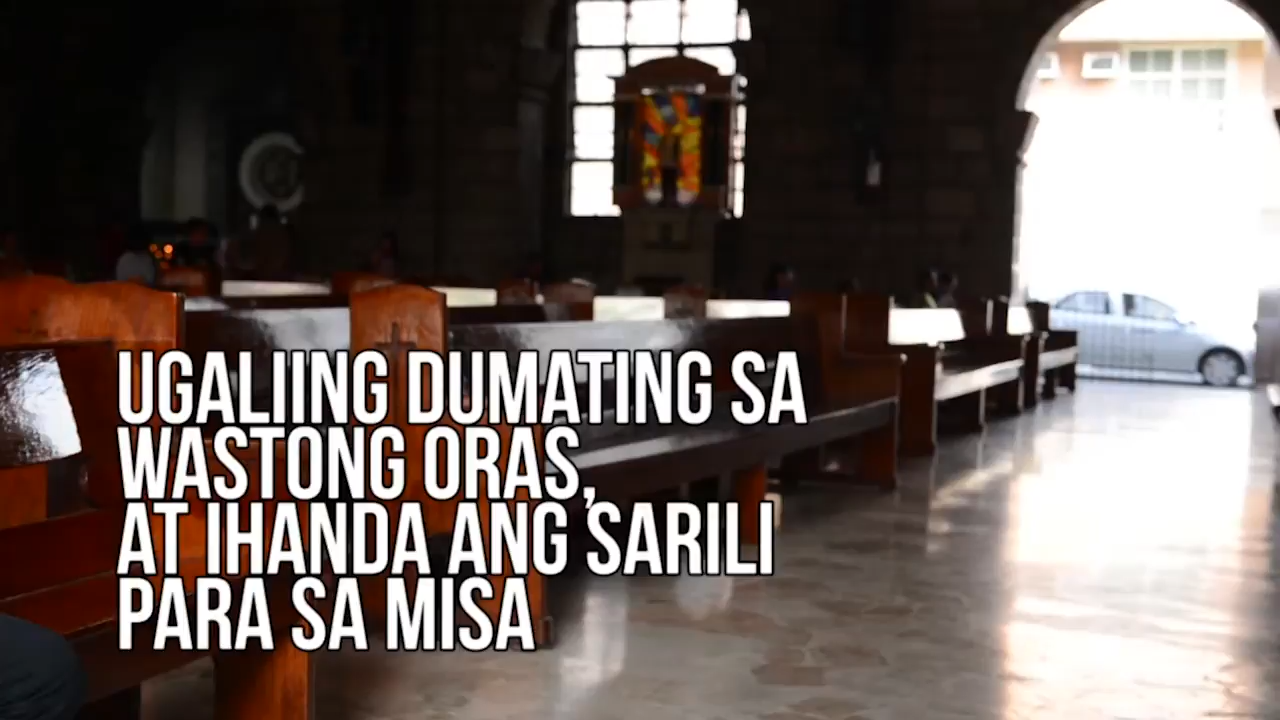 UGALIING DUMATING SA
WASTONG ORAS,
AT IHANDA ANG SARILI
PARA SA MISA